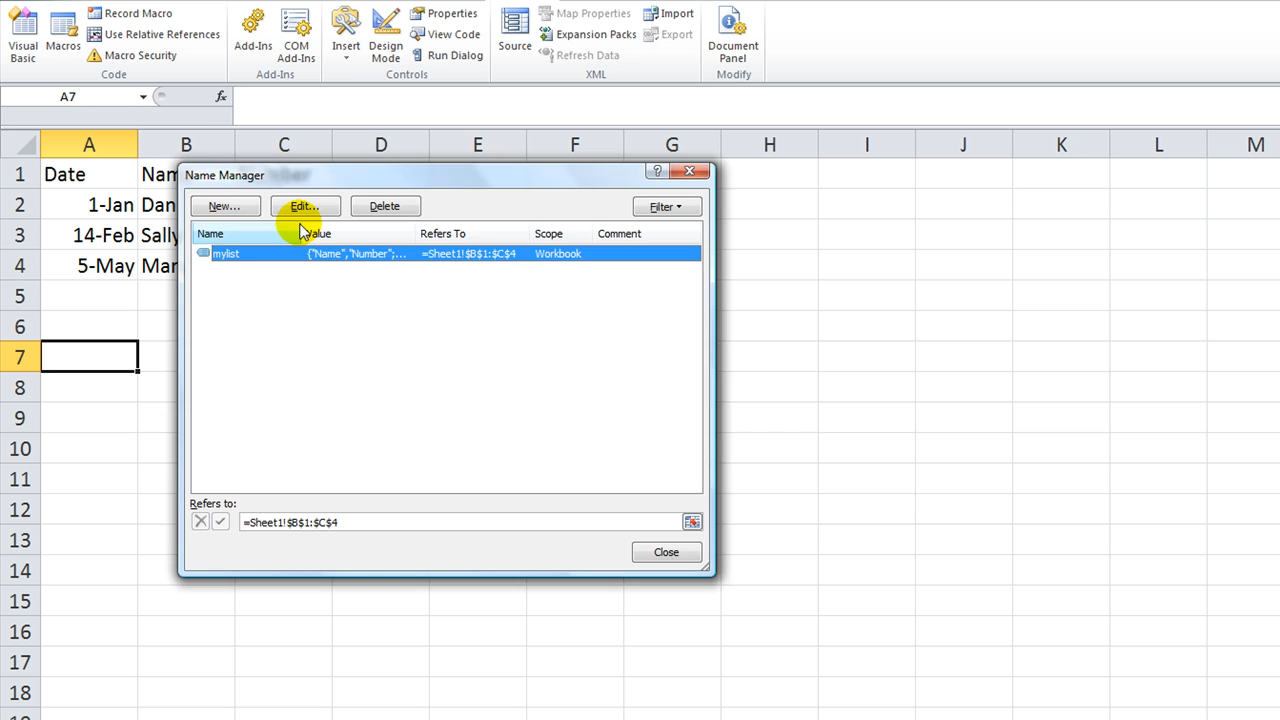 Visual Basic
Macros
Record Macro
Use Relative References
Macro Security
Code
Add-Ins
COM Add-Ins
Add-Ins
Insert
Design Mode
Properties
View Code
Run Dialog
Controls
Source
Map Properties
Expansion Packs
Refresh Data
Import
Export
XML
Document Panel
Modify
A7
fx
A B C D E F G H I J K L M
1 Date Nam
2 1-Jan Dan
3 14-Feb Sally
4 5-May Mar
5
6
7
8
9
10
11
12
13
14
15
16
17
18
Name Manager
?
New... Edit... Delete Filter
Name Value Refers To Scope Comment
mylist {"Name","Number";... =Sheet1!$B$1:$C$4 Workbook
Refers to:
=Sheet1!$B$1:$C$4
Close